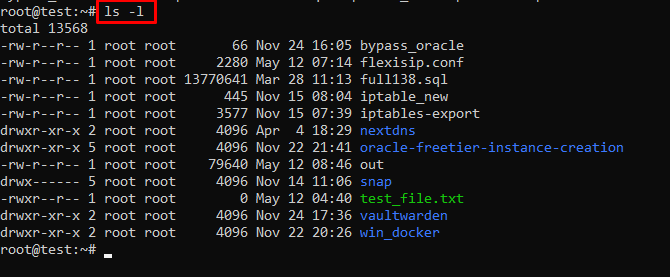 root@test:~# ls -l
total 13568
-rw-r--r-- 1 root root       66 Nov 24 16:05 bypass_oracle
-rw-r--r-- 1 root root     2280 May 12 07:14 flexisip.conf
-rw-r--r-- 1 root root 13770641 Mar 28 11:13 full138.sql
-rw-r--r-- 1 root root      445 Nov 15 08:04 iptable_new
-rw-r--r-- 1 root root     3577 Nov 15 07:39 iptables-export
drwxr-xr-x 2 root root     4096 Apr  4 18:29 nextdns
drwxr-xr-x 5 root root     4096 Nov 22 21:41 oracle-freetier-instance-creation
-rw-r--r-- 1 root root    79640 May 12 08:46 out
drwx------ 5 root root     4096 Nov 14 11:06 snap
-rwxr--r-- 1 root root        0 May 12 04:40 test_file.txt
drwxr-xr-x 2 root root     4096 Nov 24 17:36 vaultwarden
drwxr-xr-x 2 root root     4096 Nov 22 20:26 win_docker
root@test:~#